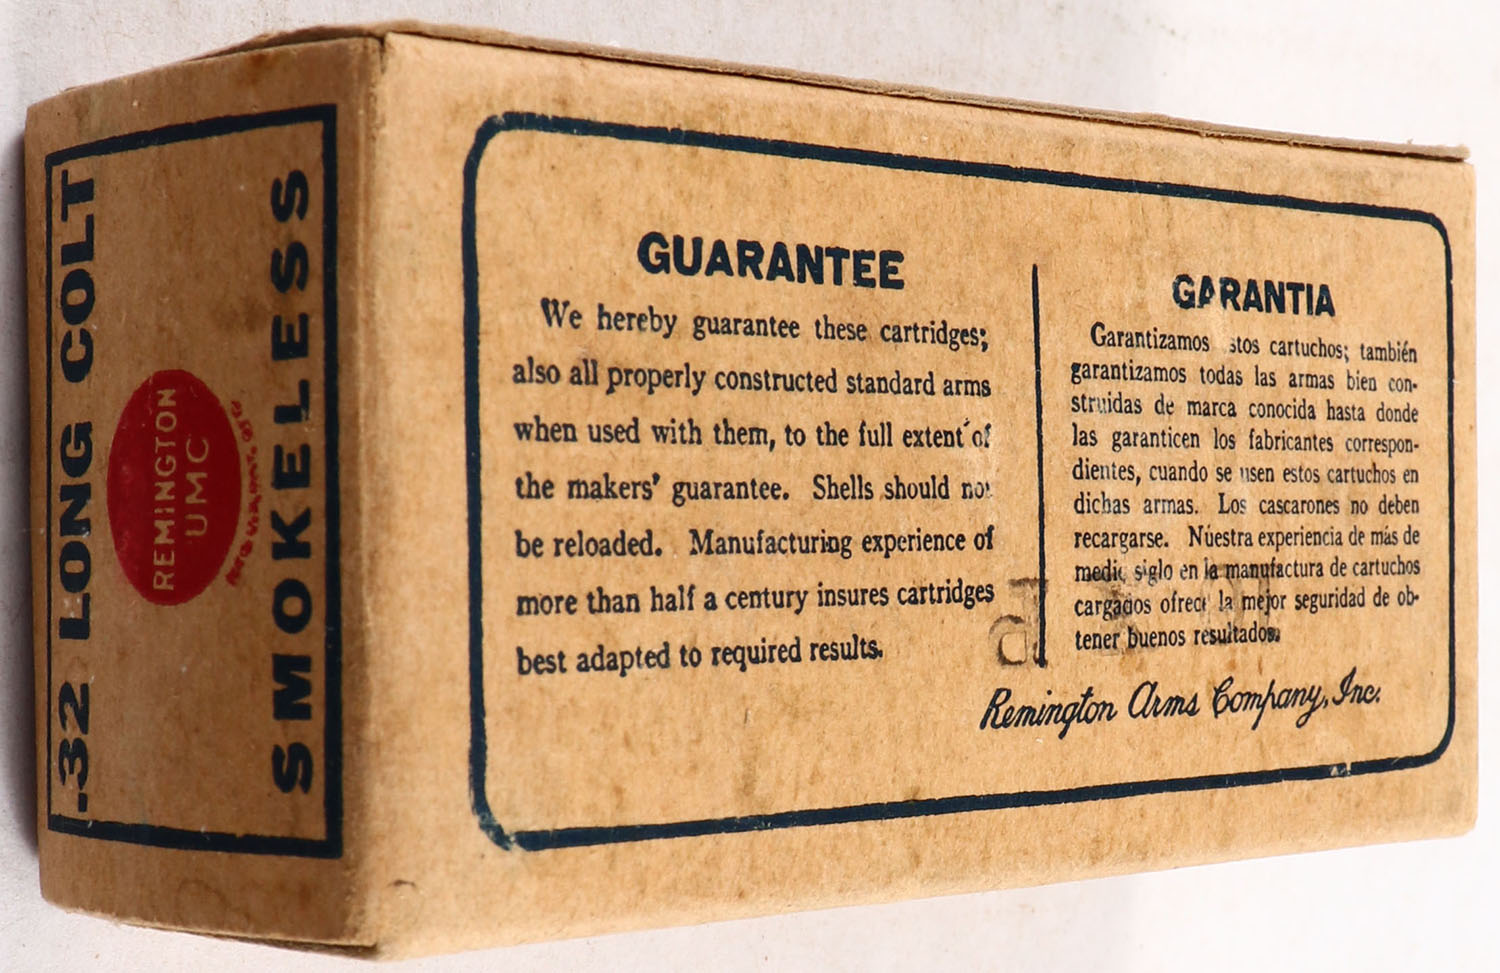 .32 LONG COLT
REMINGTON
UMC
SMOKELESS
GUARANTEE
We hereby guarantee these cartridges;
also all properly constructed standard arms
when used with them, to the full extent of
the makers' guarantee. Shells should not
be reloaded. Manufacturing experience of
more than half a century insures cartridges
best adapted to required results.
GARANTIA
Garantizamos stos cartuchos; también
garantizamos todas las armas bien con-
struidas de marca conocida hasta donde
las garanticen los fabricantes correspon-
dientes, cuando se usen estos cartuchos en
dichas armas. Los cascarones no deben
recargarse. Nuestra experiencia de más de
medio siglo en la manufactura de cartuchos
cargados ofrece la mejor seguridad de ob-
tener buenos resultados.
Remington Arms Company, Inc.